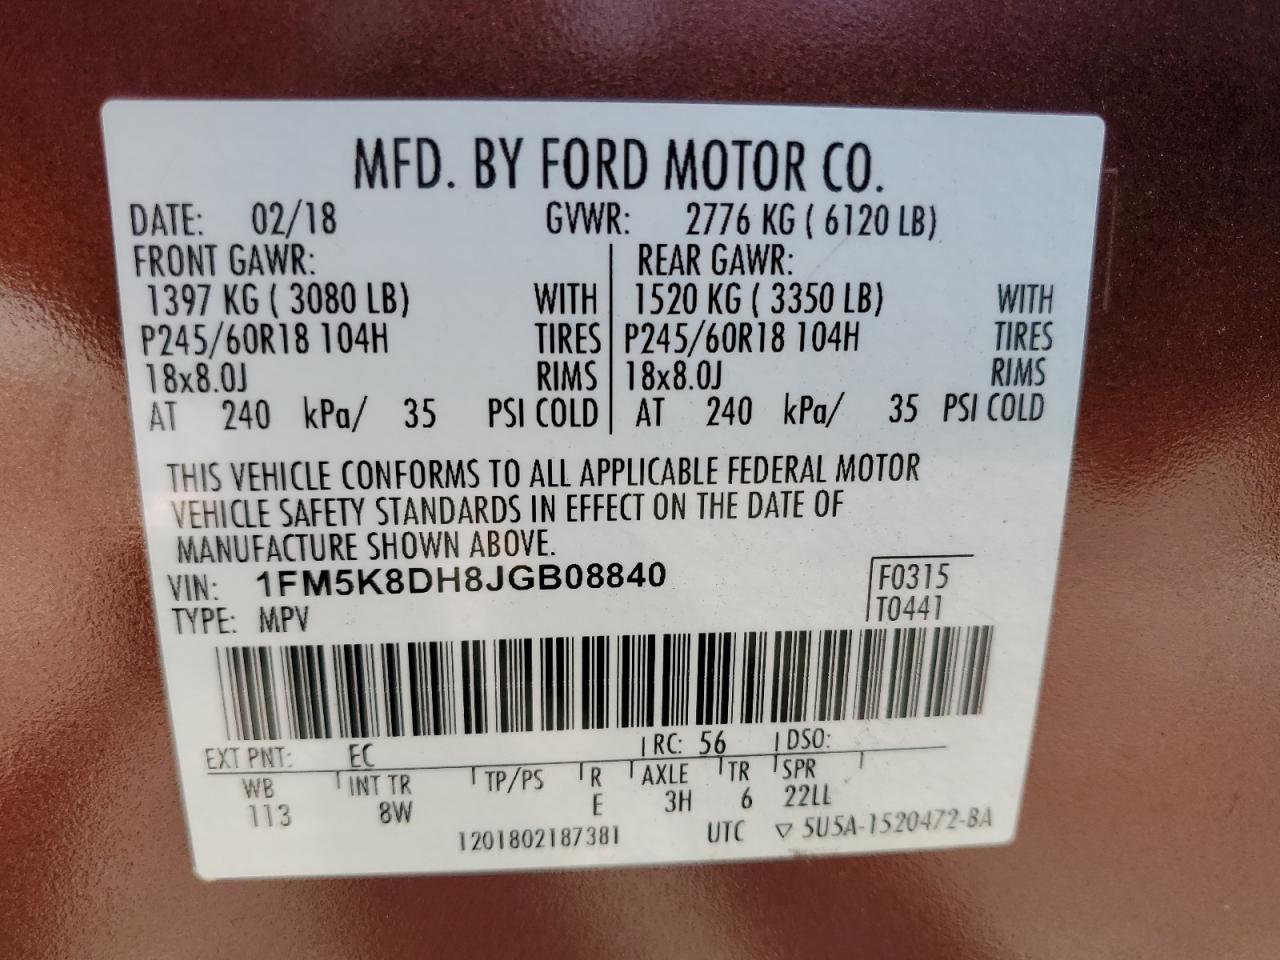 MFD. BY FORD MOTOR CO.
DATE: 02/18 GVWR: 2776 KG ( 6120 LB)
FRONT GAWR: REAR GAWR:
1397 KG ( 3080 LB) WITH 1520 KG ( 3350 LB) WITH
P245/60R18 104H TIRES P245/60R18 104H TIRES
18x8.0J RIMS 18x8.0J RIMS
AT 240 kPa/ 35 PSI COLD AT 240 kPa/ 35 PSI COLD
THIS VEHICLE CONFORMS TO ALL APPLICABLE FEDERAL MOTOR
VEHICLE SAFETY STANDARDS IN EFFECT ON THE DATE OF
MANUFACTURE SHOWN ABOVE.
VIN: 1FM5K8DH8JGB08840 F0315
TYPE: MPV T0441
EXT PNT: EC RC: 56 DSO:
WB INT TR TP/PS R AXLE TR SPR
113 8W E 3H 6 22LL
1201802187381 UTC ▽ 5U5A-1520472-BA